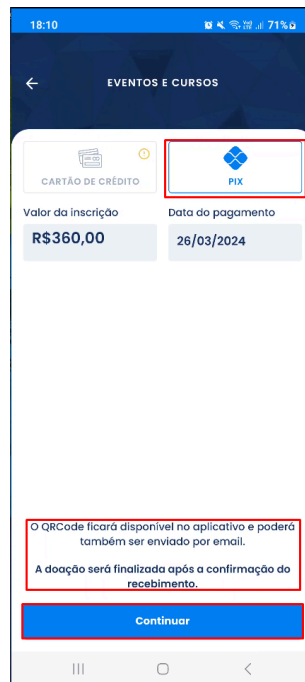 18:10
71%
EVENTOS E CURSOS
CARTÃO DE CRÉDITO
PIX
Valor da inscrição
Data do pagamento
R$360,00
26/03/2024
O QRCode ficará disponível no aplicativo e poderá
também ser enviado por email.
A doação será finalizada após a confirmação do
recebimento.
Continuar